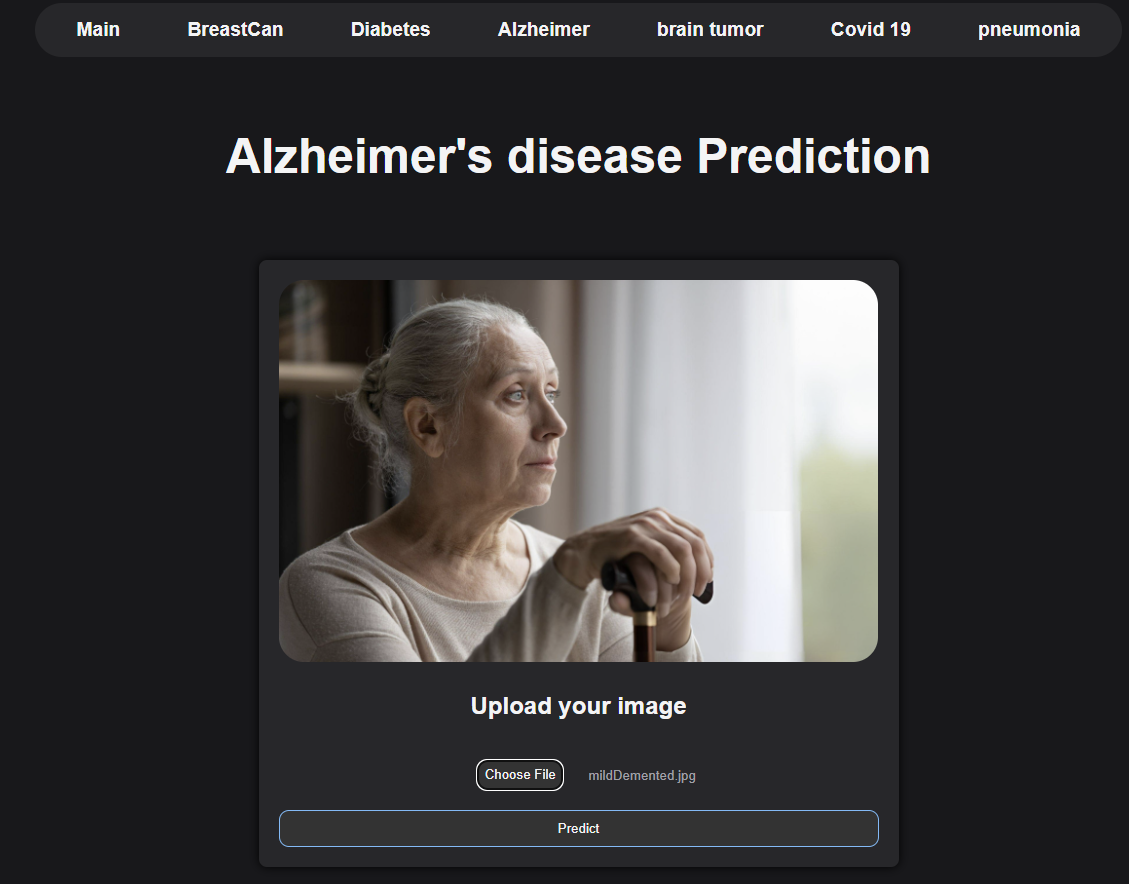 Main BreastCan Diabetes Alzheimer brain tumor Covid 19 pneumonia
Alzheimer's disease Prediction
Upload your image
Choose File mildDemented.jpg
Predict